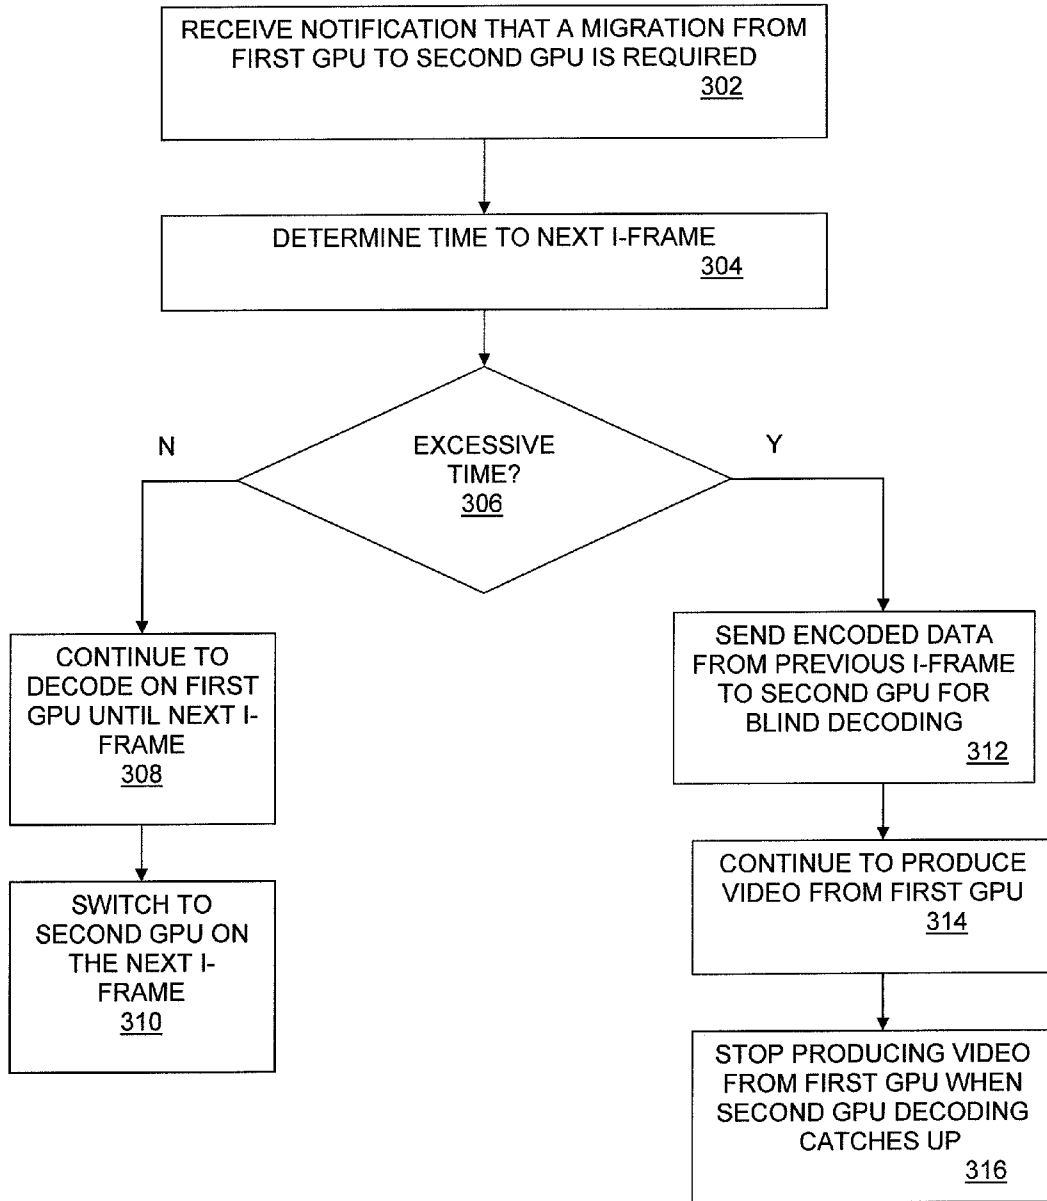 RECEIVE NOTIFICATION THAT A MIGRATION FROM
FIRST GPU TO SECOND GPU IS REQUIRED
302
DETERMINE TIME TO NEXT I-FRAME
304
EXCESSIVE
TIME?
306
N
Y
CONTINUE TO
DECODE ON FIRST
GPU UNTIL NEXT I-
FRAME
308
SWITCH TO
SECOND GPU ON
THE NEXT I-
FRAME
310
SEND ENCODED DATA
FROM PREVIOUS I-FRAME
TO SECOND GPU FOR
BLIND DECODING
312
CONTINUE TO PRODUCE
VIDEO FROM FIRST GPU
314
STOP PRODUCING VIDEO
FROM FIRST GPU WHEN
SECOND GPU DECODING
CATCHES UP
316